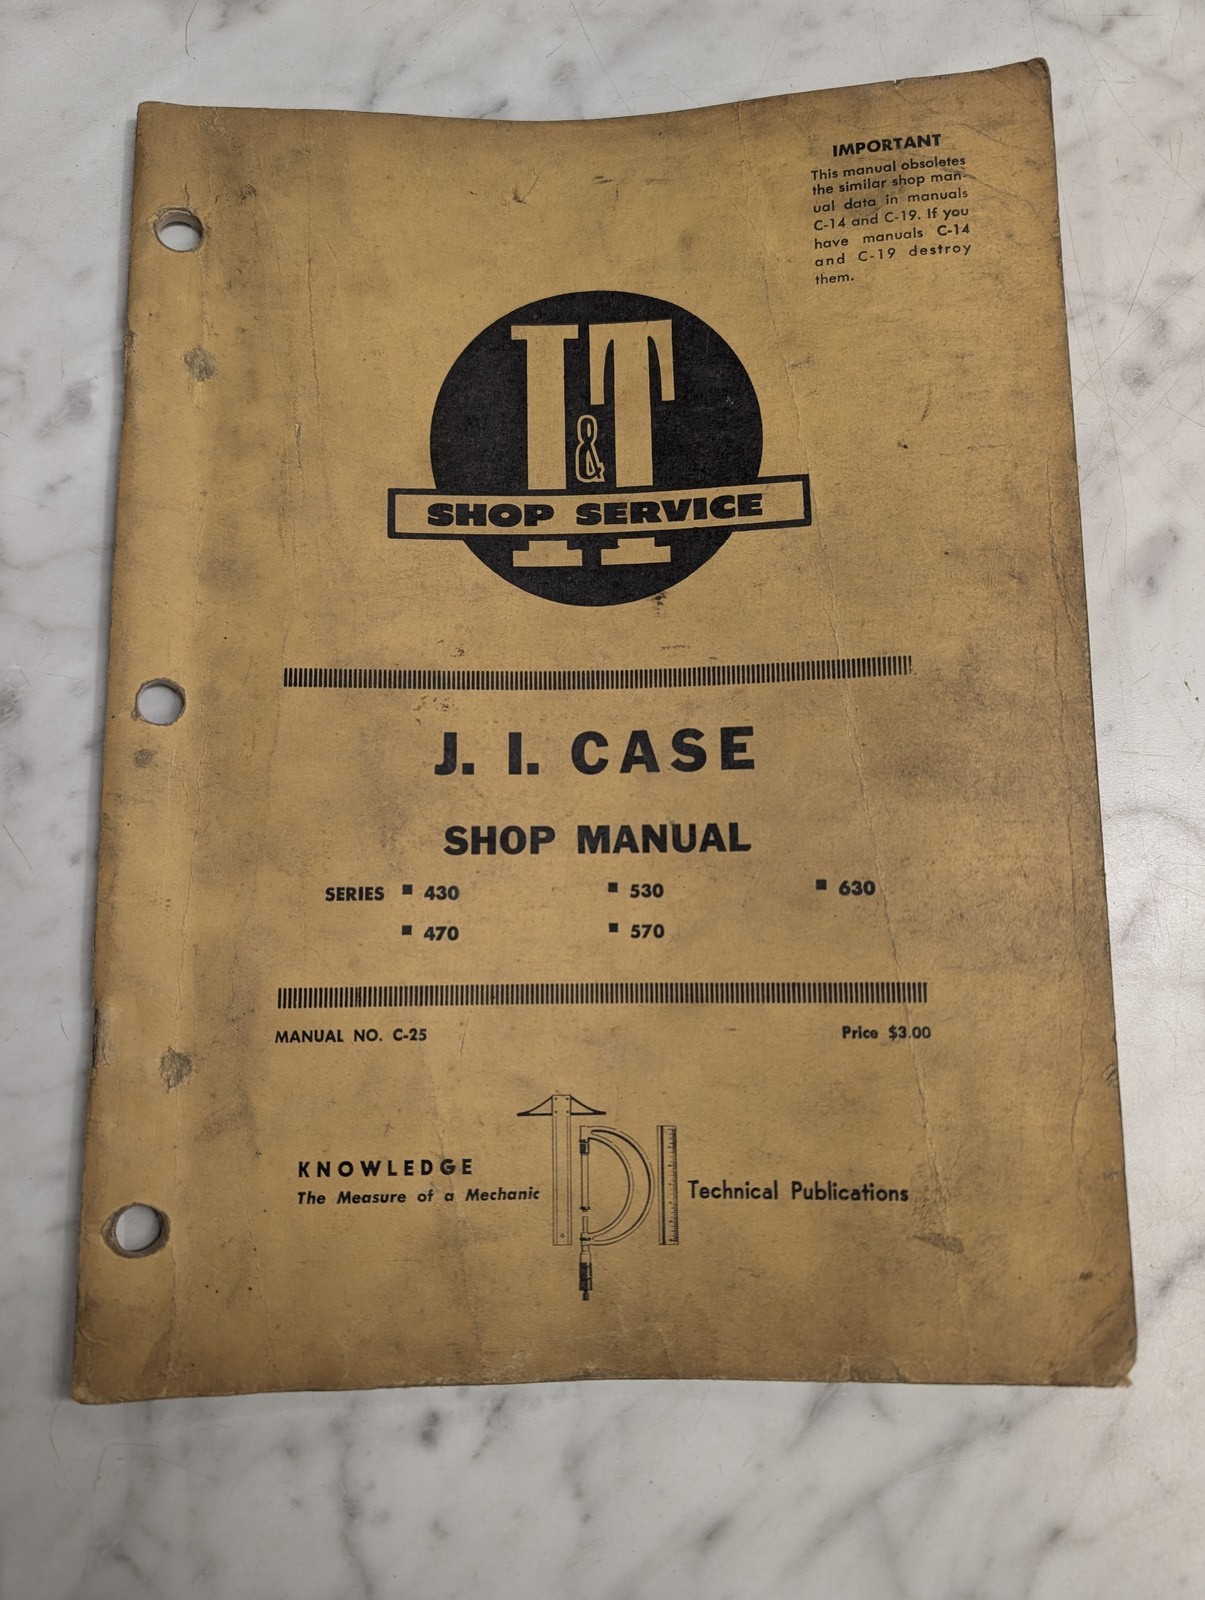 IMPORTANT
This manual obsoletes
the similar shop man-
ual data in manuals
C-14 and C-19. If you
have manuals C-14
and C-19 destroy
them.
I&T
SHOP SERVICE
J. I. CASE
SHOP MANUAL
SERIES ■ 430 ■ 530 ■ 630
■ 470 ■ 570
MANUAL NO. C-25 Price $3.00
KNOWLEDGE
The Measure of a Mechanic
TPI
Technical Publications